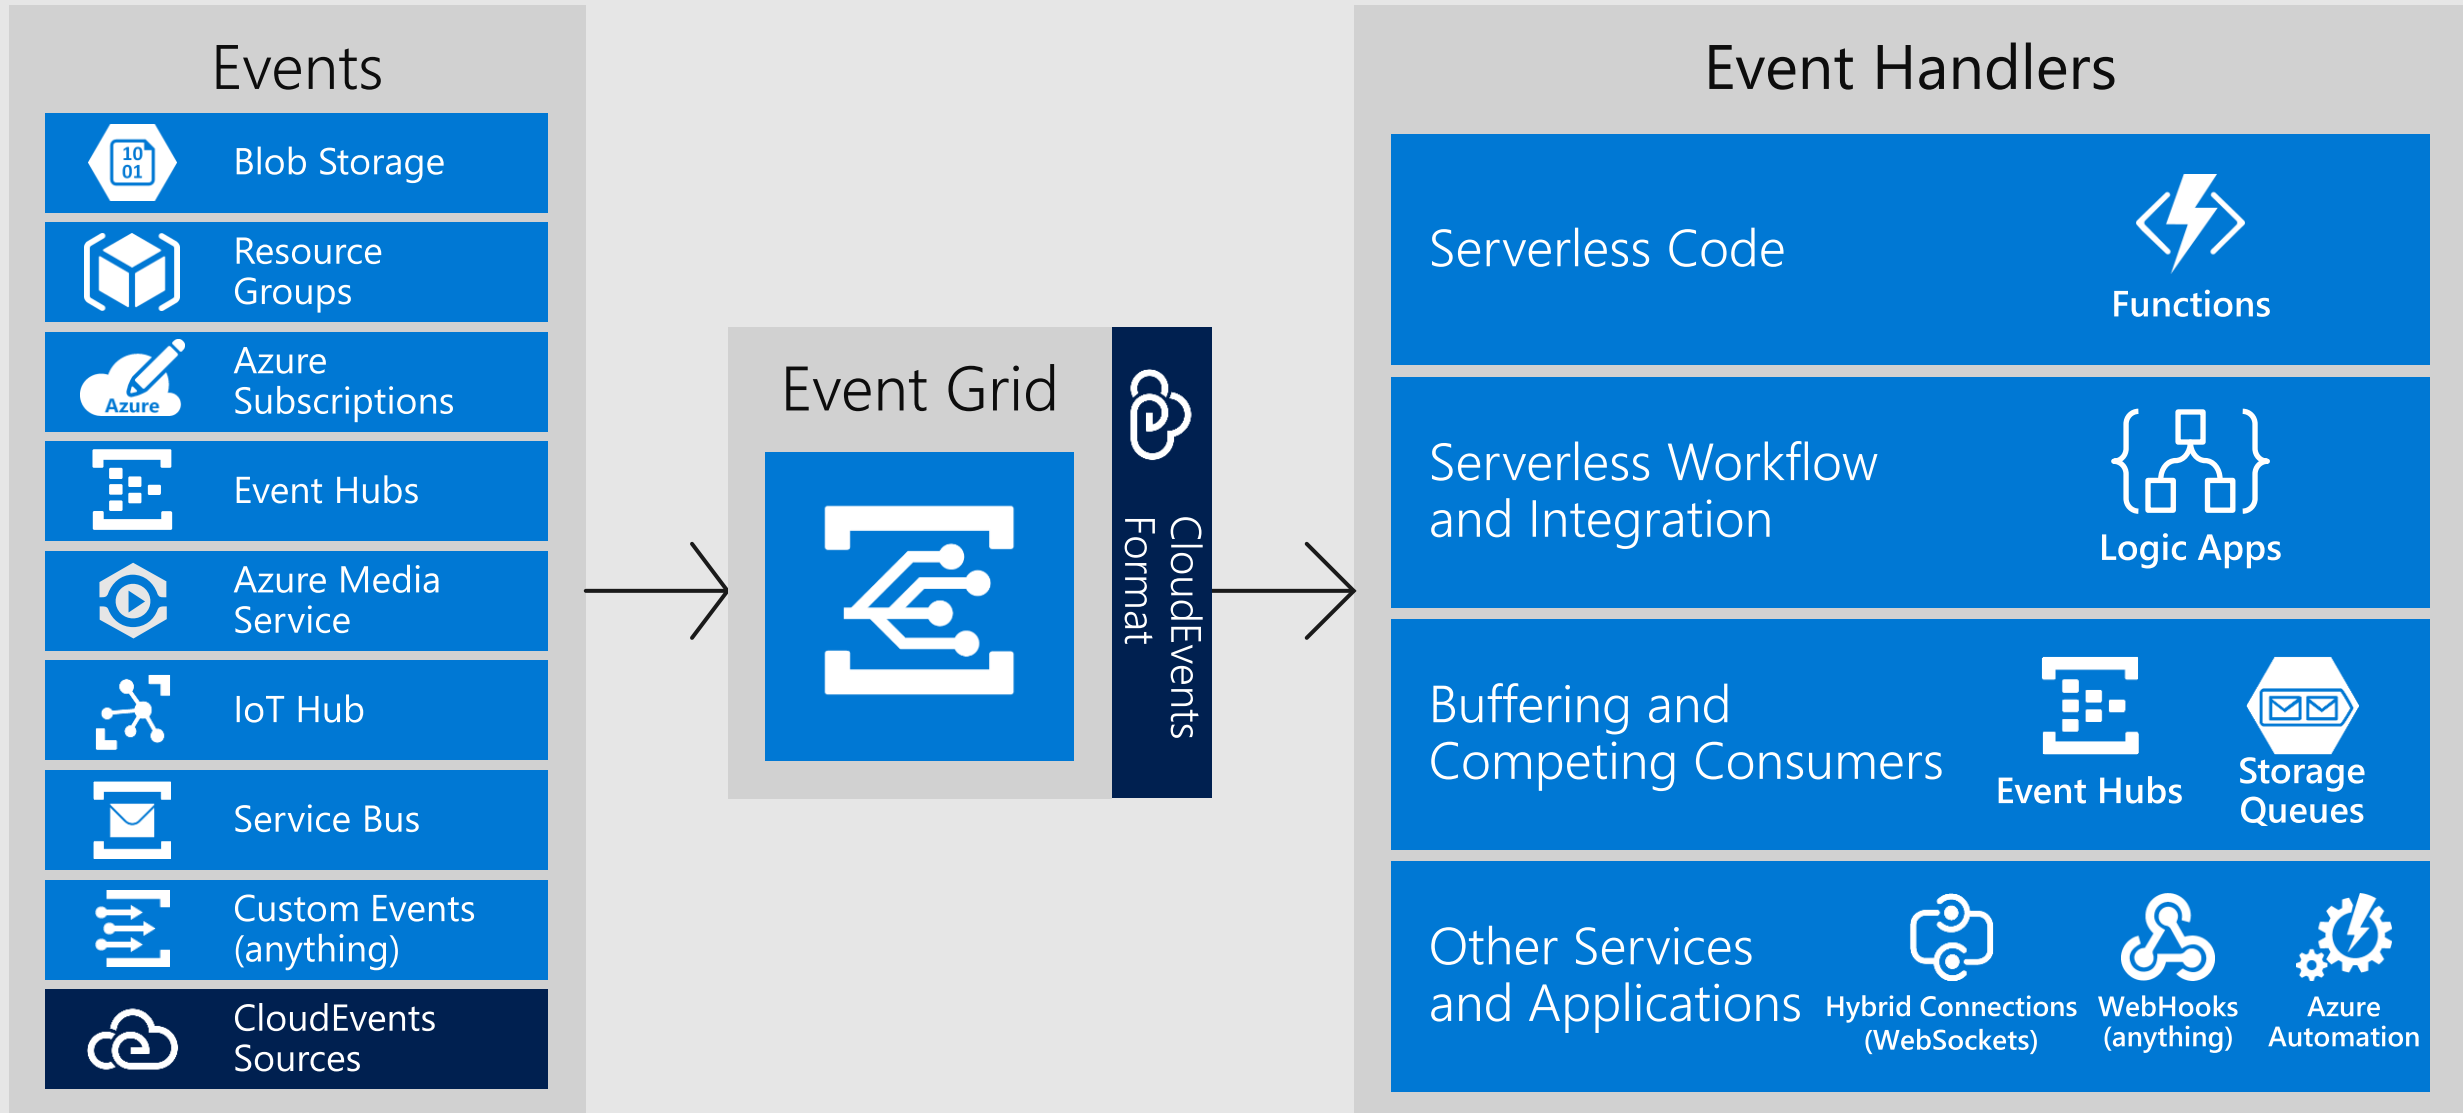 Events
10
01
Blob Storage
Resource
Groups
Azure
Azure
Subscriptions
Event Hubs
Azure Media
Service
IoT Hub
Service Bus
Custom Events
(anything)
CloudEvents
Sources
Event Grid
CloudEvents
Format
Event Handlers
Serverless Code
Functions
Serverless Workflow
and Integration
Logic Apps
Buffering and
Competing Consumers
Event Hubs
Storage
Queues
Other Services
and Applications
Hybrid Connections
(WebSockets)
WebHooks
(anything)
Azure
Automation